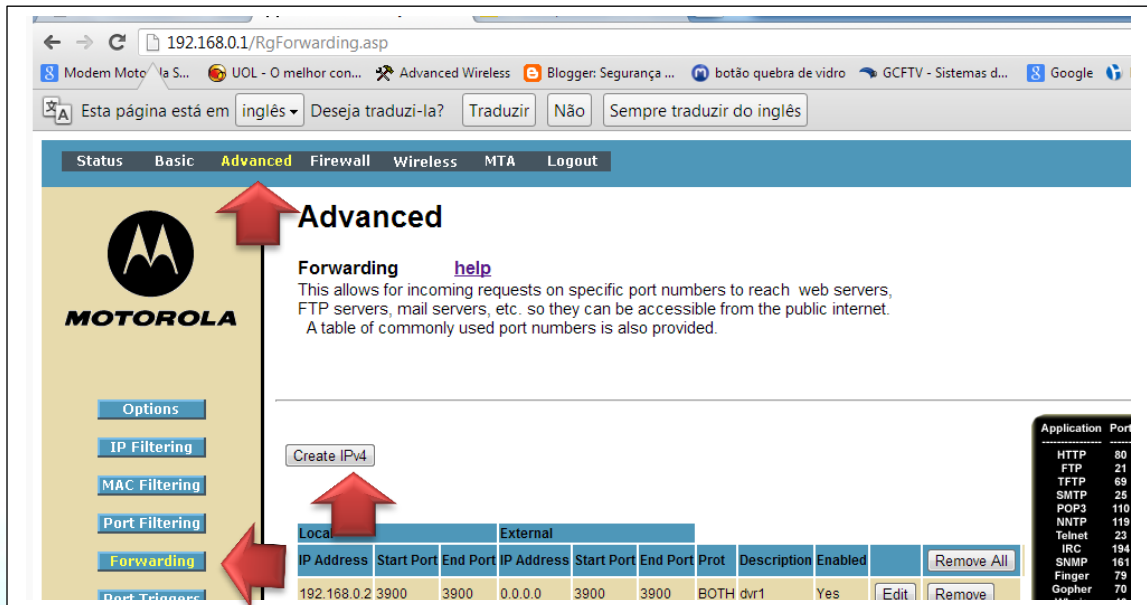 192.168.0.1/RgForwarding.asp
Modem Moto la S... UOL - O melhor con... Advanced Wireless Blogger: Segurança ... botão quebra de vidro GCFTV - Sistemas d... Google
Esta página está em inglês Deseja traduzi-la? Traduzir Não Sempre traduzir do inglês
Status Basic Advanced Firewall Wireless MTA Logout
MOTOROLA
Advanced
Forwarding help
This allows for incoming requests on specific port numbers to reach web servers,
FTP servers, mail servers, etc. so they can be accessible from the public internet.
A table of commonly used port numbers is also provided.
Options
IP Filtering
MAC Filtering
Port Filtering
Forwarding
Port Triggers
Create IPv4
Local External
IP Address Start Port End Port IP Address Start Port End Port Prot Description Enabled Remove All
192.168.0.2 3900 3900 0.0.0.0 3900 3900 BOTH dvr1 Yes Edit Remove
Application Port
HTTP 80
FTP 21
TFTP 69
SMTP 25
POP3 110
NNTP 119
Telnet 23
IRC 194
SNMP 161
Finger 79
Gopher 70